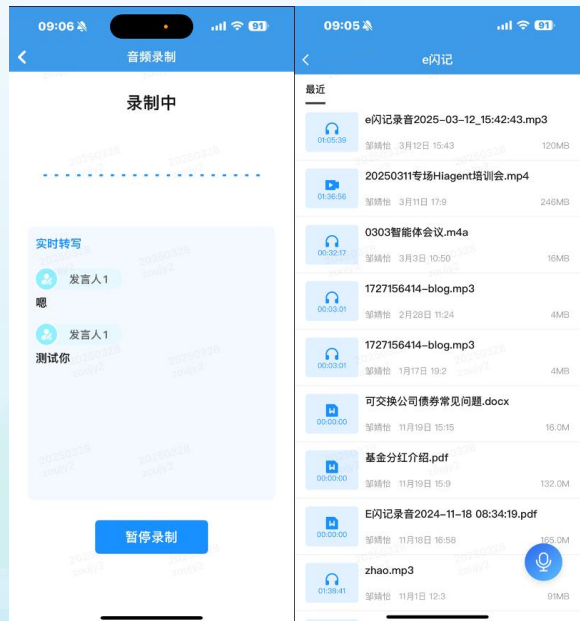 09:06
91
音频录制
录制中
实时转写
发言人1
嗯
发言人1
测试你
暂停录制
20250328
zoujy2
09:05
91
e闪记
最近
e闪记录音2025-03-12_15:42:43.mp3
01:05:39
邹婧怡 3月12日 15:43
120MB
20250311专场Hiagent培训会.mp4
01:36:56
邹婧怡 3月11日 17:9
246MB
0303智能体会议.m4a
00:32:17
邹婧怡 3月3日 10:50
16MB
1727156414-blog.mp3
00:03:01
邹婧怡 2月28日 11:24
4MB
1727156414-blog.mp3
00:03:01
邹婧怡 1月17日 19:2
4MB
可交换公司债券常见问题.docx
00:00:00
邹婧怡 11月19日 15:15
16.0M
基金分红介绍.pdf
00:00:00
邹婧怡 11月19日 15:9
132.0M
E闪记录音2024-11-18 08:34:19.pdf
00:00:00
邹婧怡 11月18日 16:58
165.0M
zhao.mp3
01:38:41
邹婧怡 11月1日 12:3
91MB